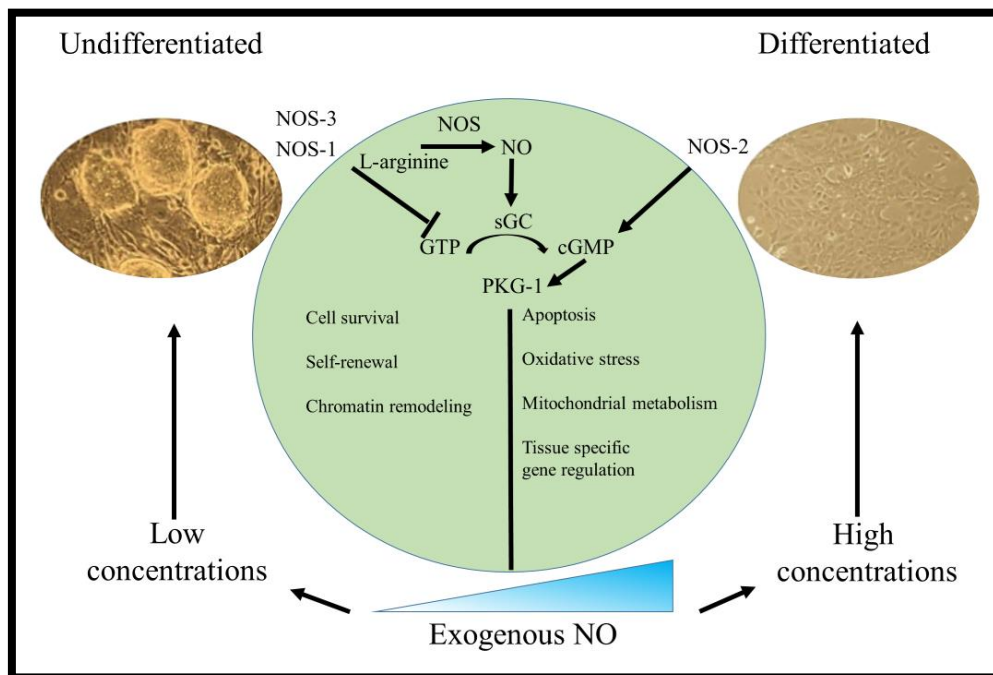 Undifferentiated
Differentiated
NOS-3
NOS-1
NOS
L-arginine
NO
NOS-2
sGC
GTP
cGMP
PKG-1
Cell survival
Self-renewal
Chromatin remodeling
Apoptosis
Oxidative stress
Mitochondrial metabolism
Tissue specific
gene regulation
Low
concentrations
High
concentrations
Exogenous NO